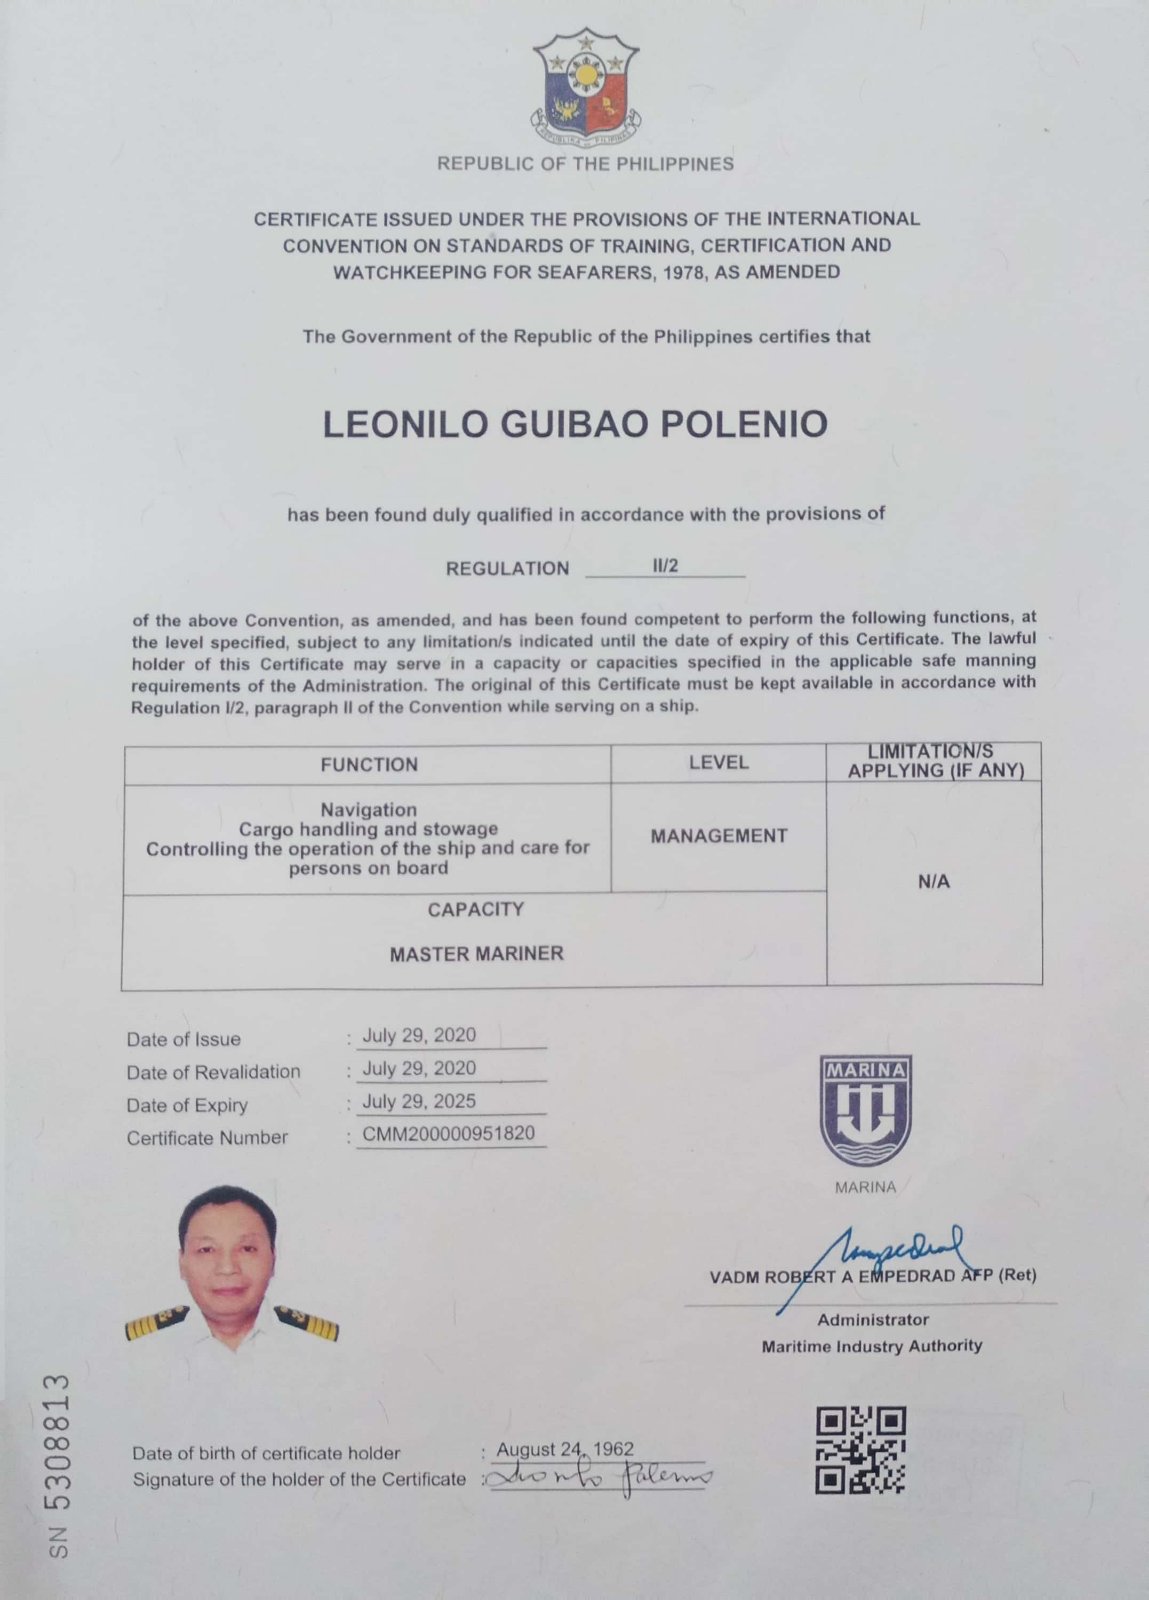 REPUBLIKA NG PILIPINAS
REPUBLIC OF THE PHILIPPINES
CERTIFICATE ISSUED UNDER THE PROVISIONS OF THE INTERNATIONAL
CONVENTION ON STANDARDS OF TRAINING, CERTIFICATION AND
WATCHKEEPING FOR SEAFARERS, 1978, AS AMENDED
The Government of the Republic of the Philippines certifies that
LEONILO GUIBAO POLENIO
has been found duly qualified in accordance with the provisions of
REGULATION II/2
of the above Convention, as amended, and has been found competent to perform the following functions, at
the level specified, subject to any limitation/s indicated until the date of expiry of this Certificate. The lawful
holder of this Certificate may serve in a capacity or capacities specified in the applicable safe manning
requirements of the Administration. The original of this Certificate must be kept available in accordance with
Regulation I/2, paragraph II of the Convention while serving on a ship.
FUNCTION LEVEL LIMITATION/S
APPLYING (IF ANY)
Navigation
Cargo handling and stowage
Controlling the operation of the ship and care for
persons on board
MANAGEMENT
N/A
CAPACITY
MASTER MARINER
Date of Issue : July 29, 2020
Date of Revalidation : July 29, 2020
Date of Expiry : July 29, 2025
Certificate Number : CMM200000951820
MARINA
MARINA
VADM ROBERT A EMPEDRAD AFP (Ret)
Administrator
Maritime Industry Authority
Date of birth of certificate holder : August 24, 1962
Signature of the holder of the Certificate :
SN 5308813